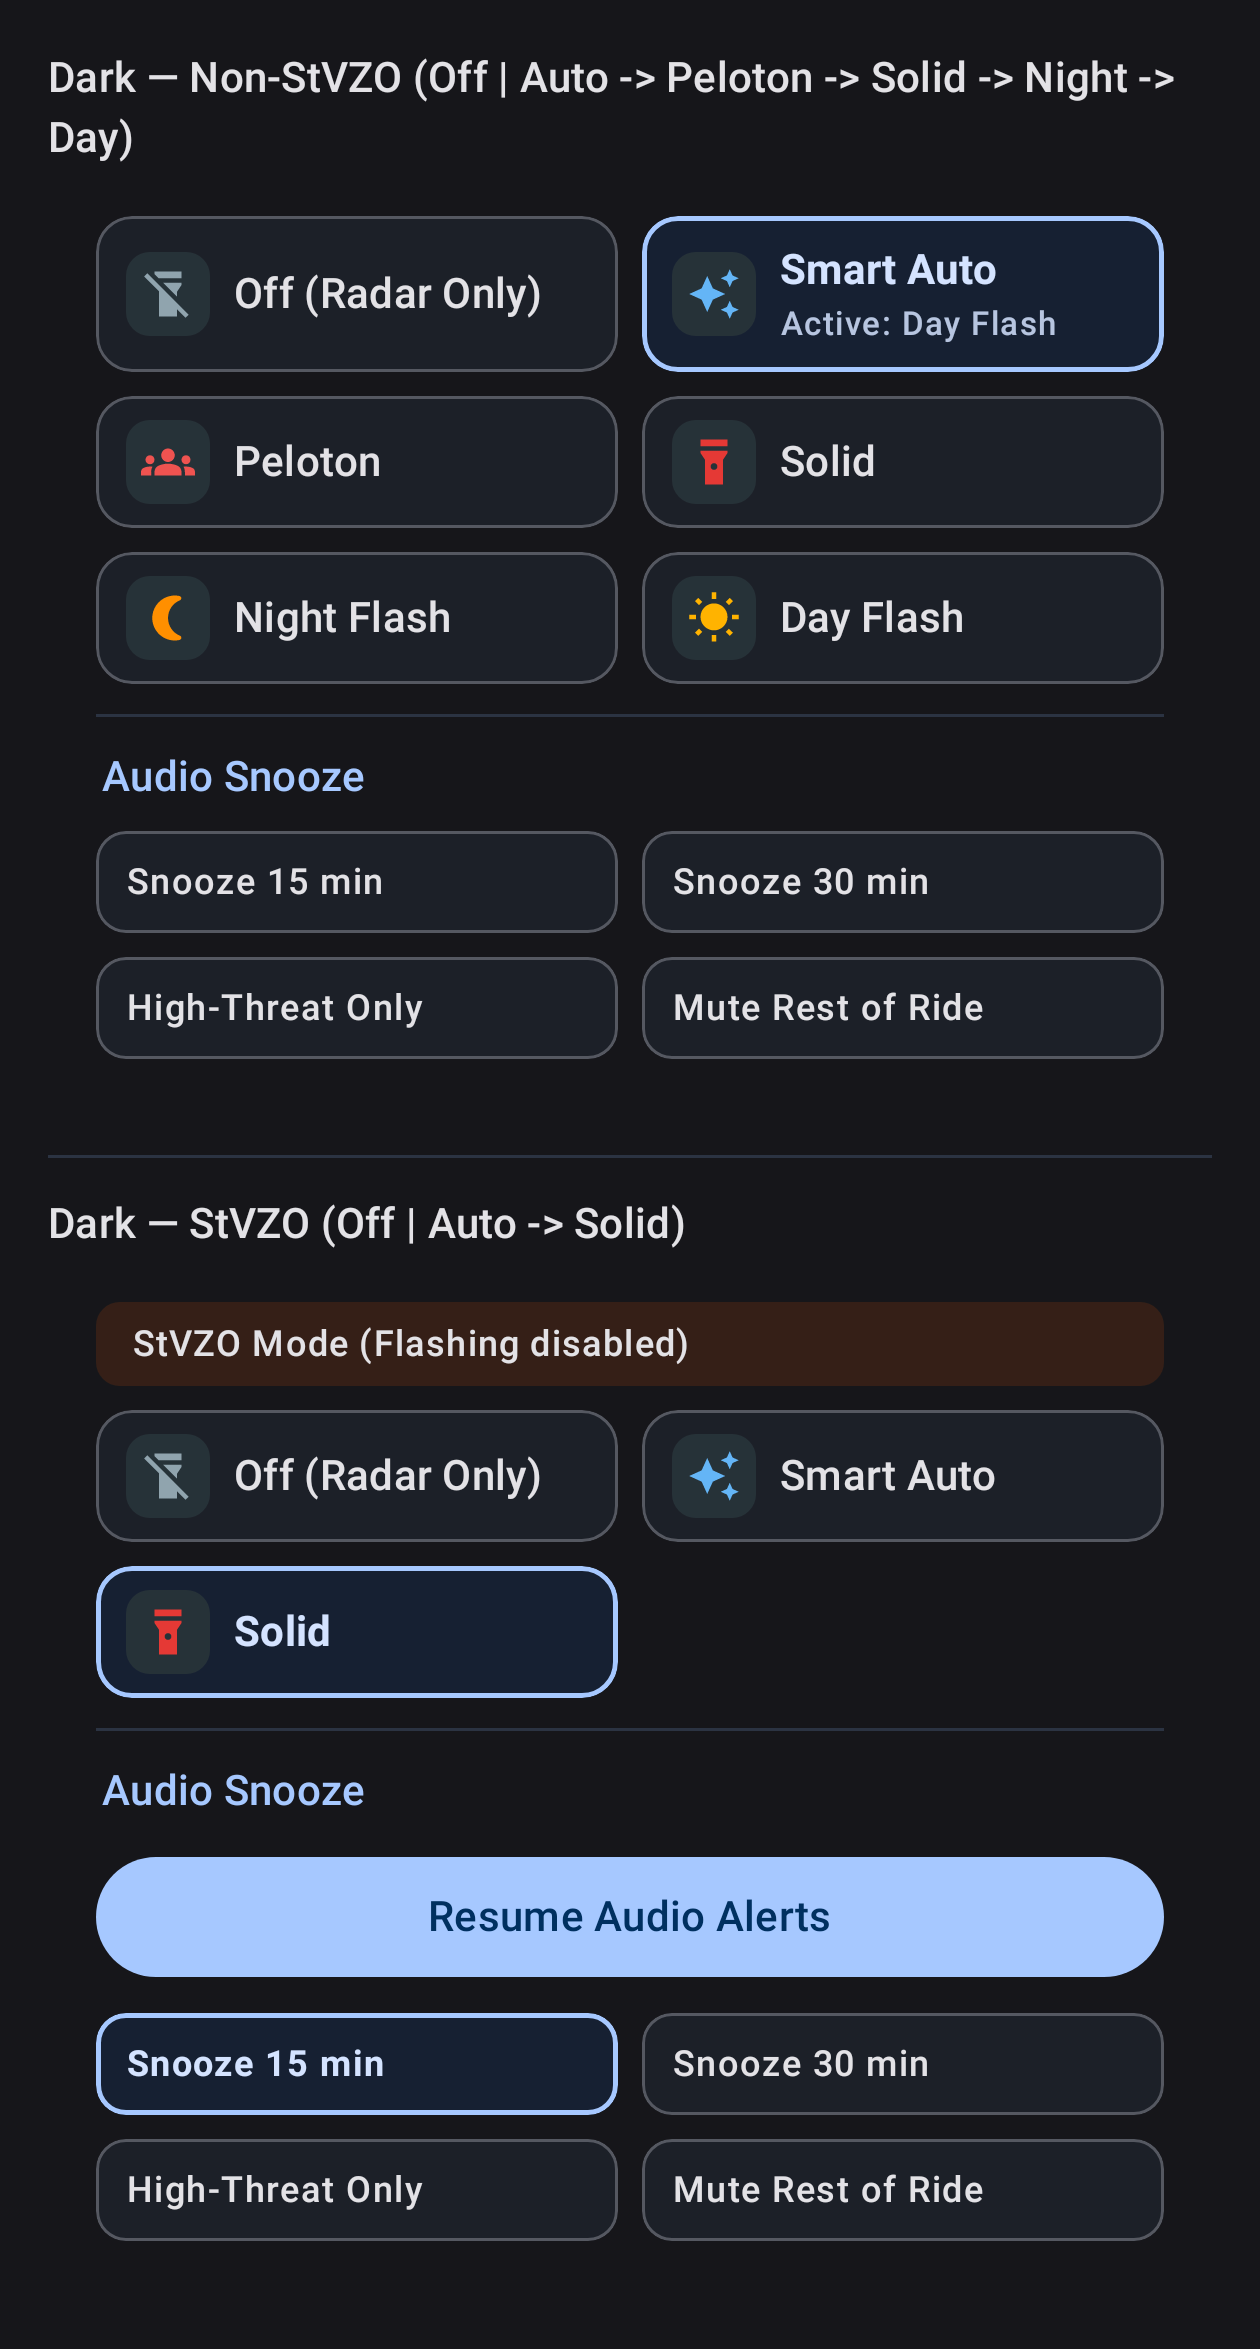 Dark — Non-StVZO (Off | Auto -> Peloton -> Solid -> Night ->
Day)
Off (Radar Only)
Smart Auto
Active: Day Flash
Peloton
Solid
Night Flash
Day Flash
Audio Snooze
Snooze 15 min
Snooze 30 min
High-Threat Only
Mute Rest of Ride
Dark — StVZO (Off | Auto -> Solid)
StVZO Mode (Flashing disabled)
Off (Radar Only)
Smart Auto
Solid
Audio Snooze
Resume Audio Alerts
Snooze 15 min
Snooze 30 min
High-Threat Only
Mute Rest of Ride